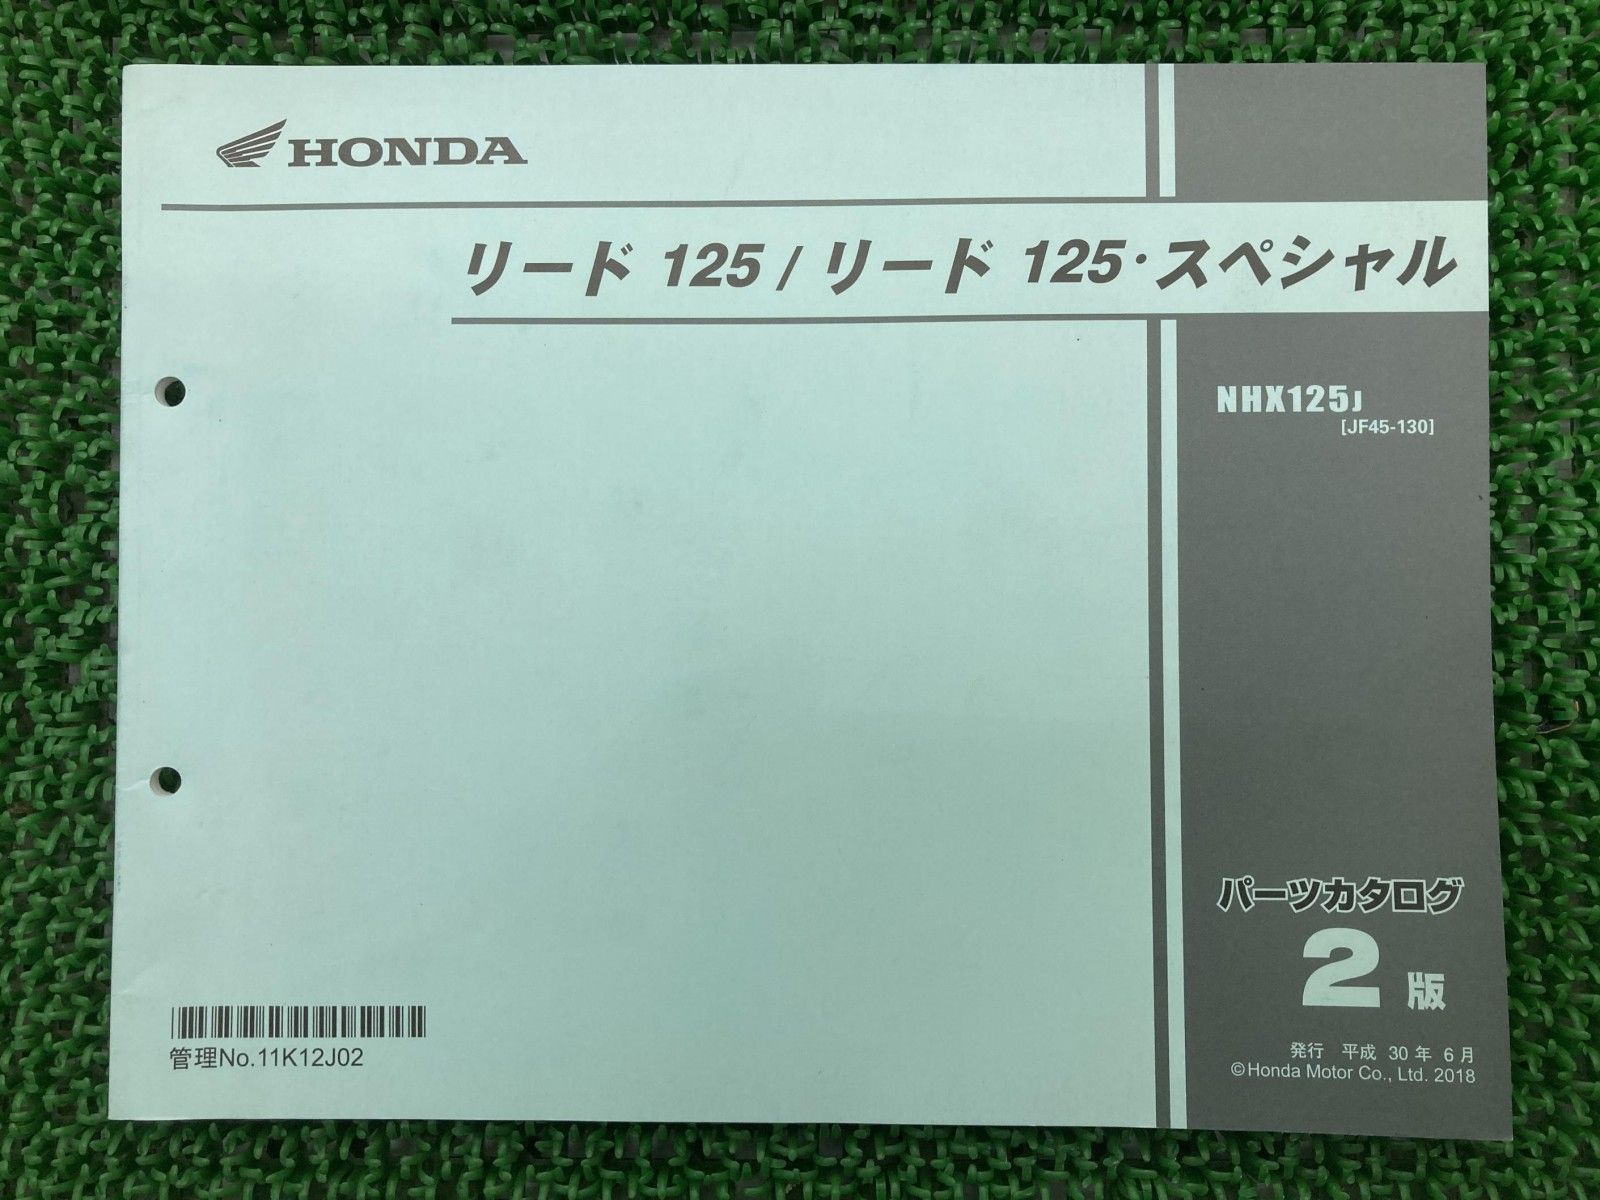 HONDA
リード 125 / リード 125・スペシャル
NHX125J
[JF45-130]
パーツカタログ
2版
発行 平成 30年 6月
©Honda Motor Co., Ltd. 2018
管理No.11K12J02